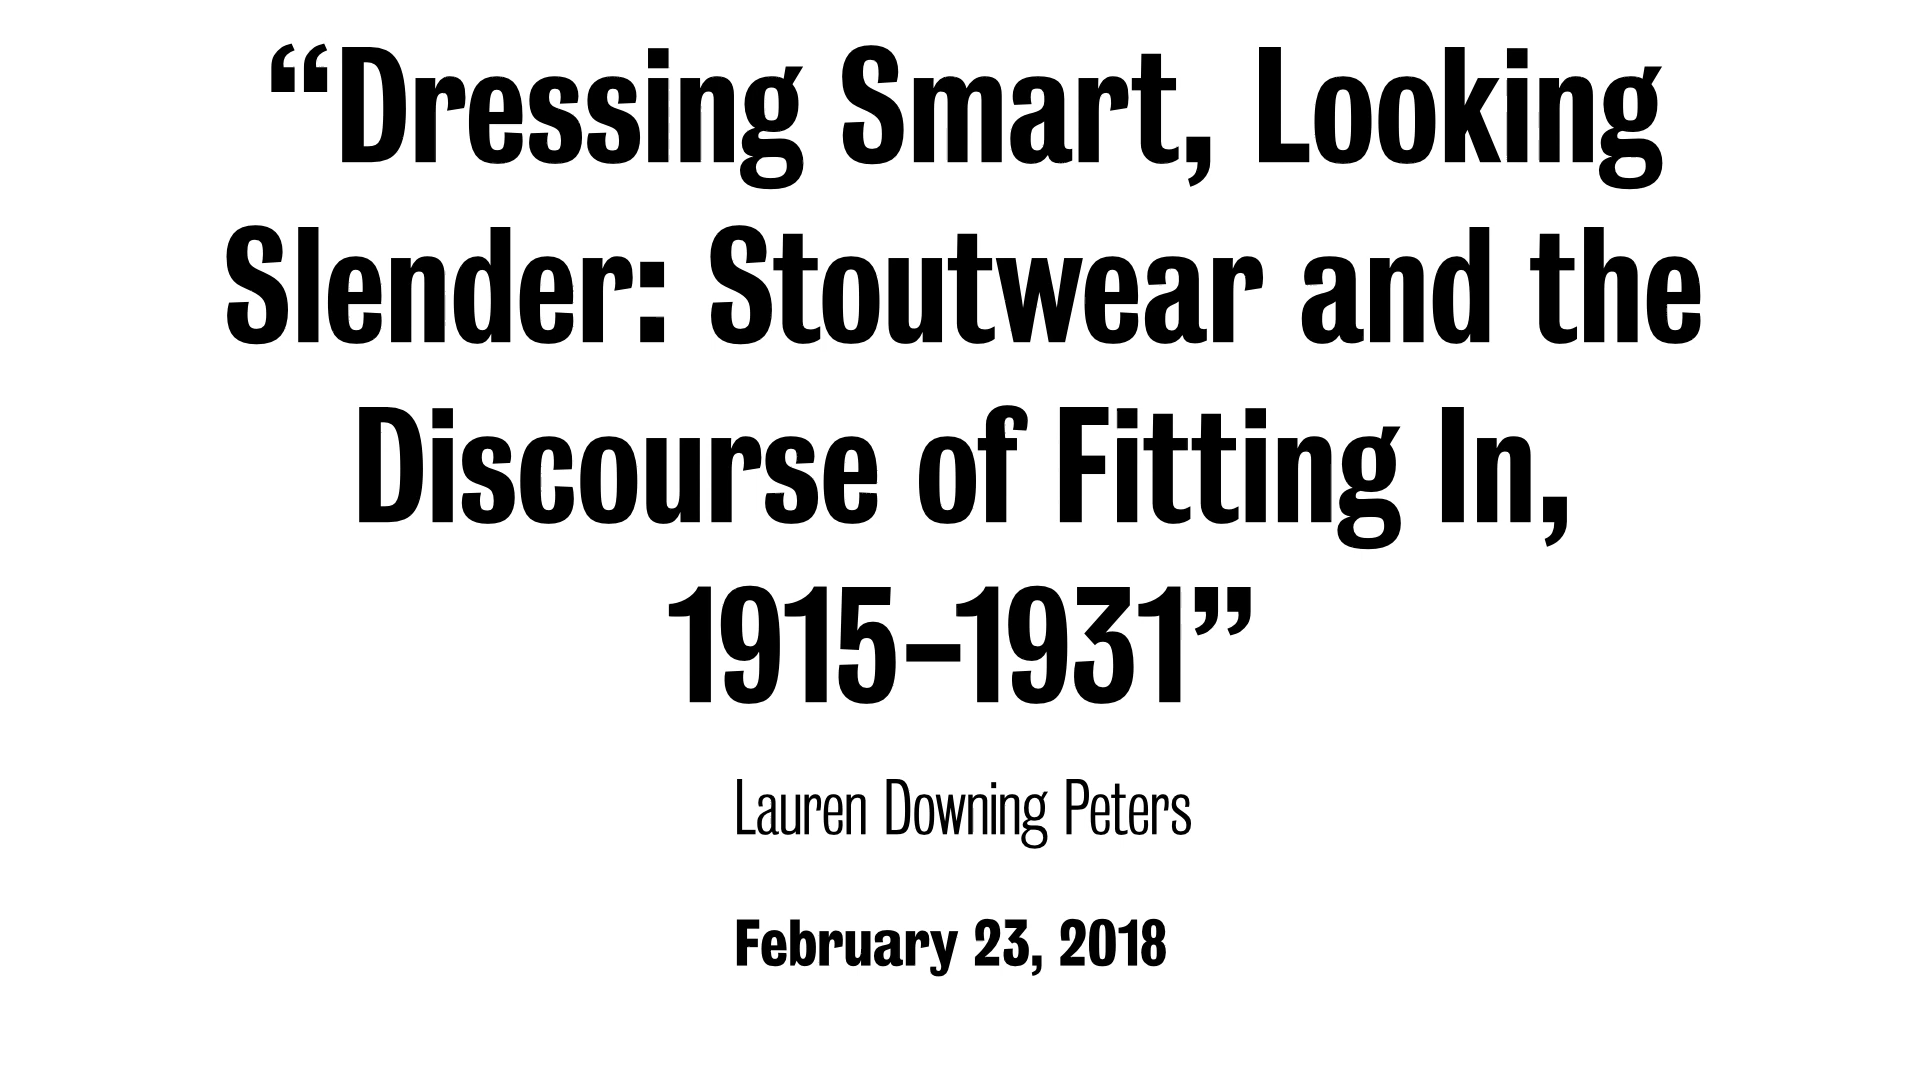 “Dressing Smart, Looking
Slender: Stoutwear and the
Discourse of Fitting In,
1915–1931”
Lauren Downing Peters
February 23, 2018